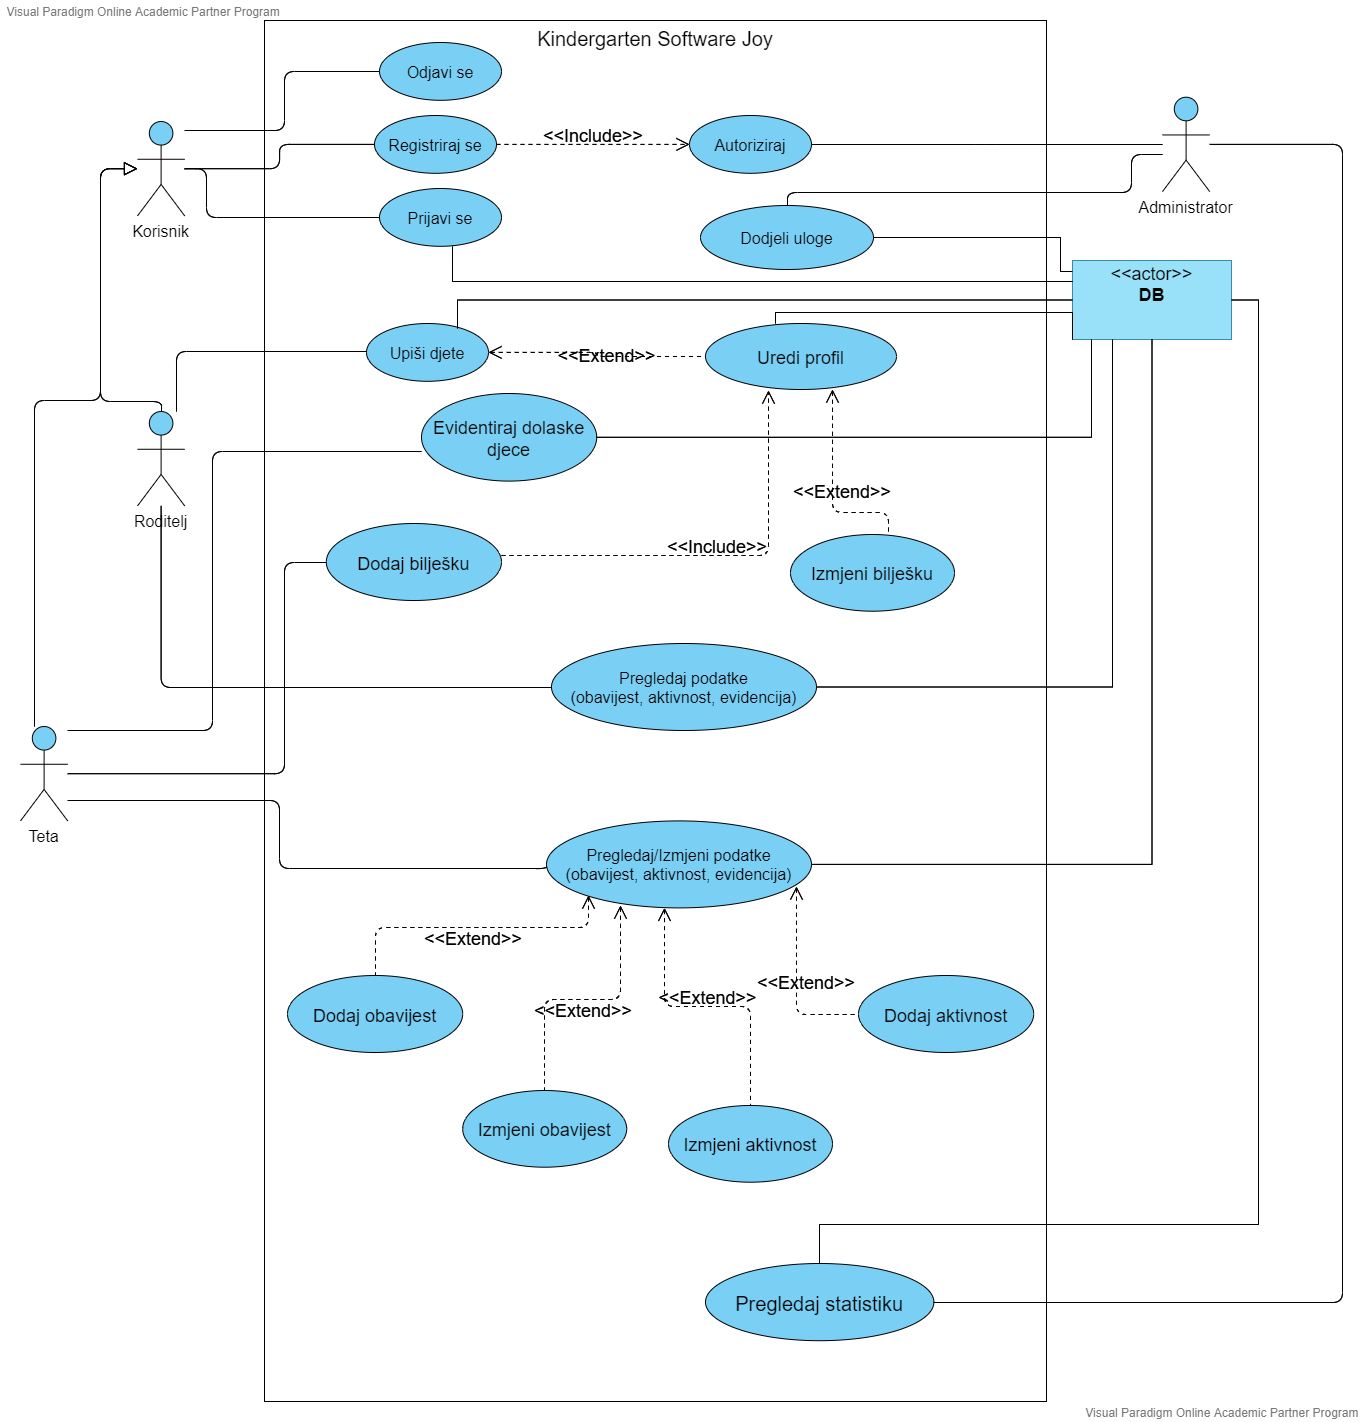 Visual Paradigm Online Academic Partner Program
Kindergarten Software Joy
Odjavi se
Registriraj se
<<Include>>
Autoriziraj
Korisnik
Prijavi se
Dodjeli uloge
Administrator
<<actor>>
DB
Upiši djete
<<Extend>>
Uredi profil
Evidentiraj dolaske
djece
Roditelj
<<Extend>>
Dodaj bilješku
<<Include>>
Izmjeni bilješku
Pregledaj podatke
(obavijest, aktivnost, evidencija)
Teta
Pregledaj/Izmjeni podatke
(obavijest, aktivnost, evidencija)
<<Extend>>
<<Extend>>
<<Extend>>
<<Extend>>
Dodaj obavijest
Dodaj aktivnost
Izmjeni obavijest
Izmjeni aktivnost
Pregledaj statistiku
Visual Paradigm Online Academic Partner Program